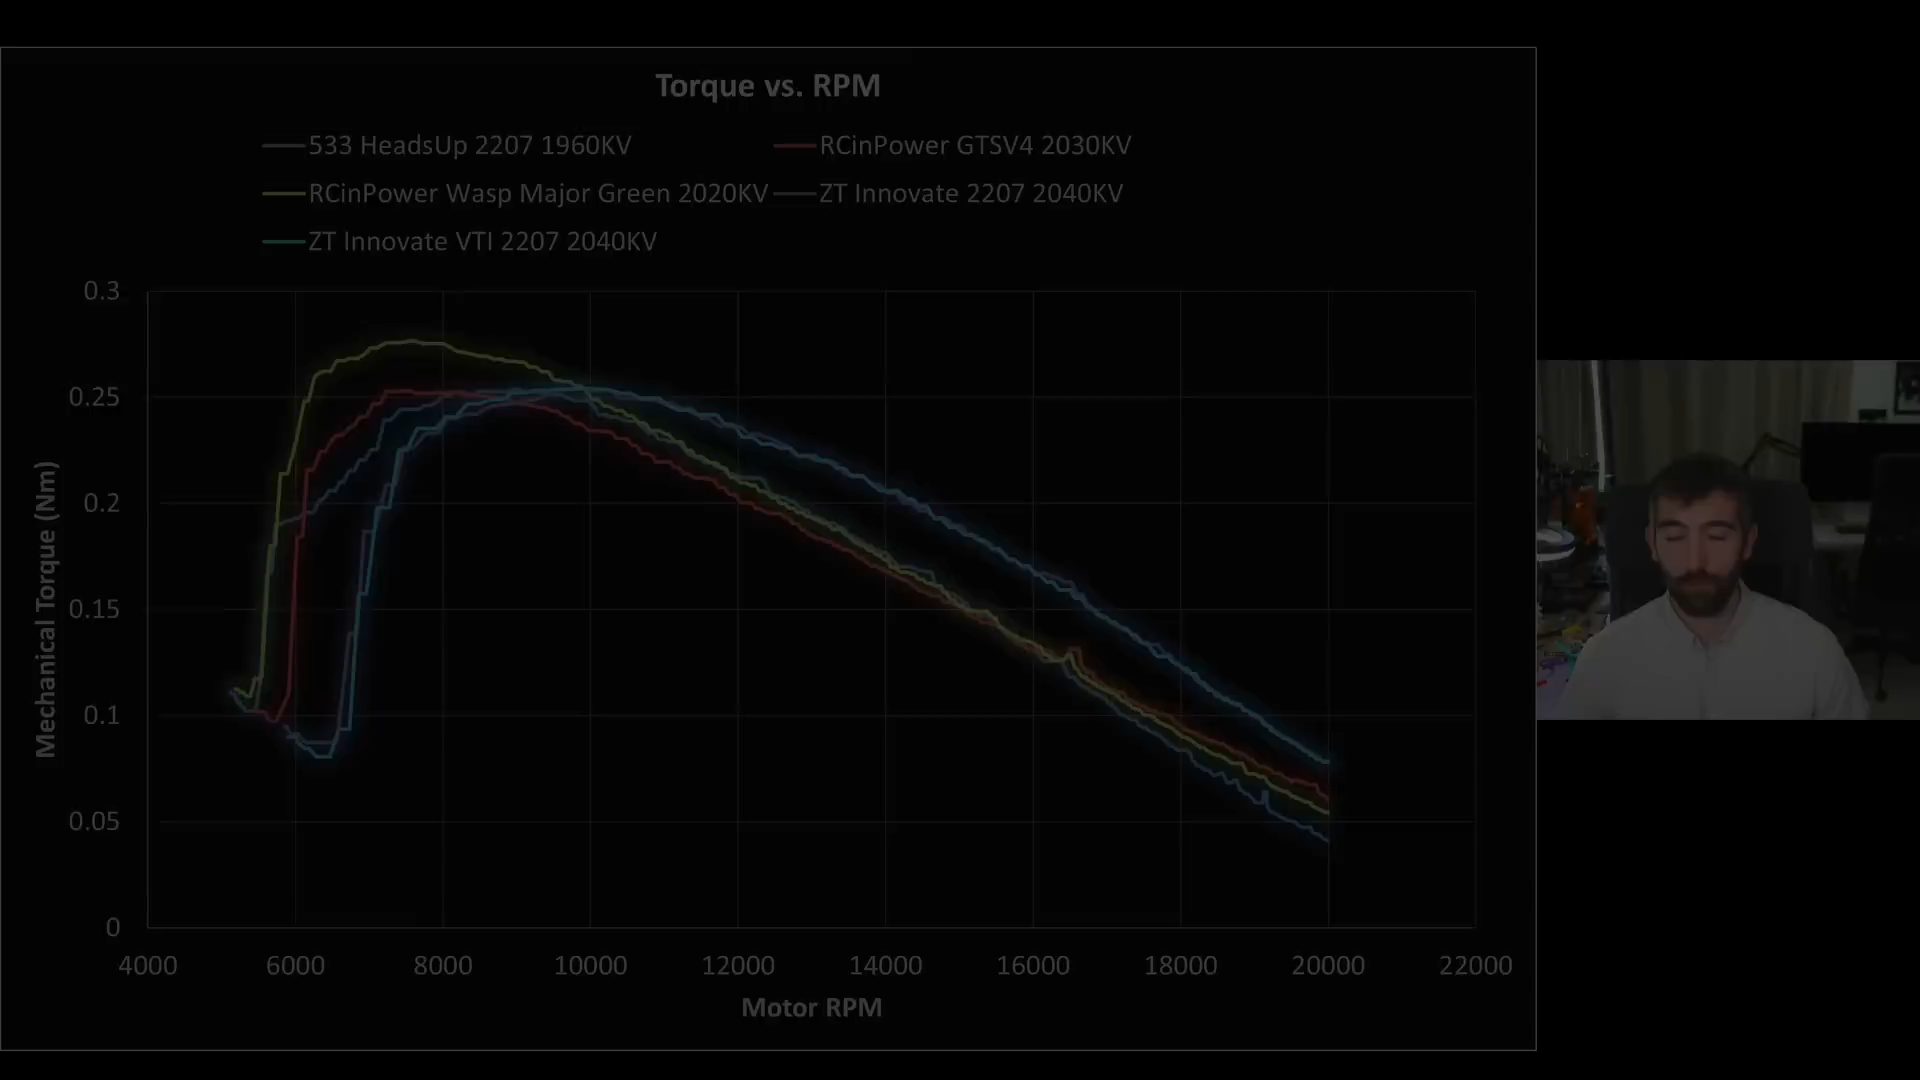 Torque vs. RPM
533 HeadsUp 2207 1960KV
RCinPower GTSV4 2030KV
RCinPower Wasp Major Green 2020KV
ZT Innovate 2207 2040KV
ZT Innovate VTI 2207 2040KV
0.3
0.25
0.2
0.15
0.1
0.05
0
Mechanical Torque (Nm)
4000 6000 8000 10000 12000 14000 16000 18000 20000 22000
Motor RPM